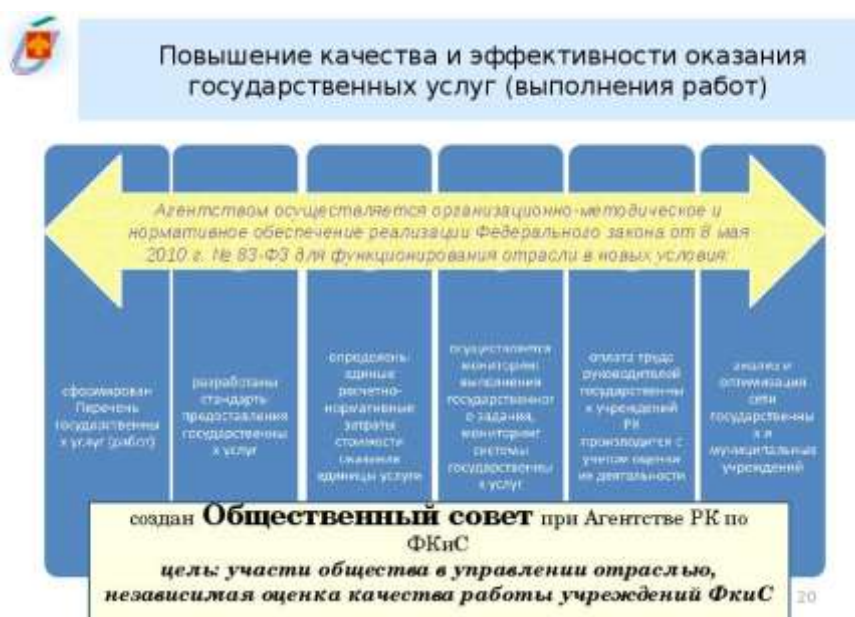 Повышение качества и эффективности оказания
государственных услуг (выполнения работ)
Агентством осуществляется организационно-методическое и
нормативное обеспечение реализации Федерального закона от 8 мая
2010 г. № 83-ФЗ для функционирования отрасли в новых условия:
сформирован
Перечень
государственны
х услуг (работ)
разработаны
стандарты
предоставления
государственны
х услуг
определены
единые
расчетно-
нормативные
затраты
стоимости
оказания
единицы услуги
осуществляется
мониторинг
выполнения
государственног
о задания,
мониторинг
системы
государственны
х услуг
оплата труда
руководителей
государственны
х учреждений
РК
производится с
учетом оценки
их деятельности
анализ и
оптимизация
сети
государственны
х и
муниципальных
учреждений
создан Общественный совет при Агентстве РК по
ФКиС
цель: участи общества в управлении отраслью,
независимая оценка качества работы учреждений ФкиС
20